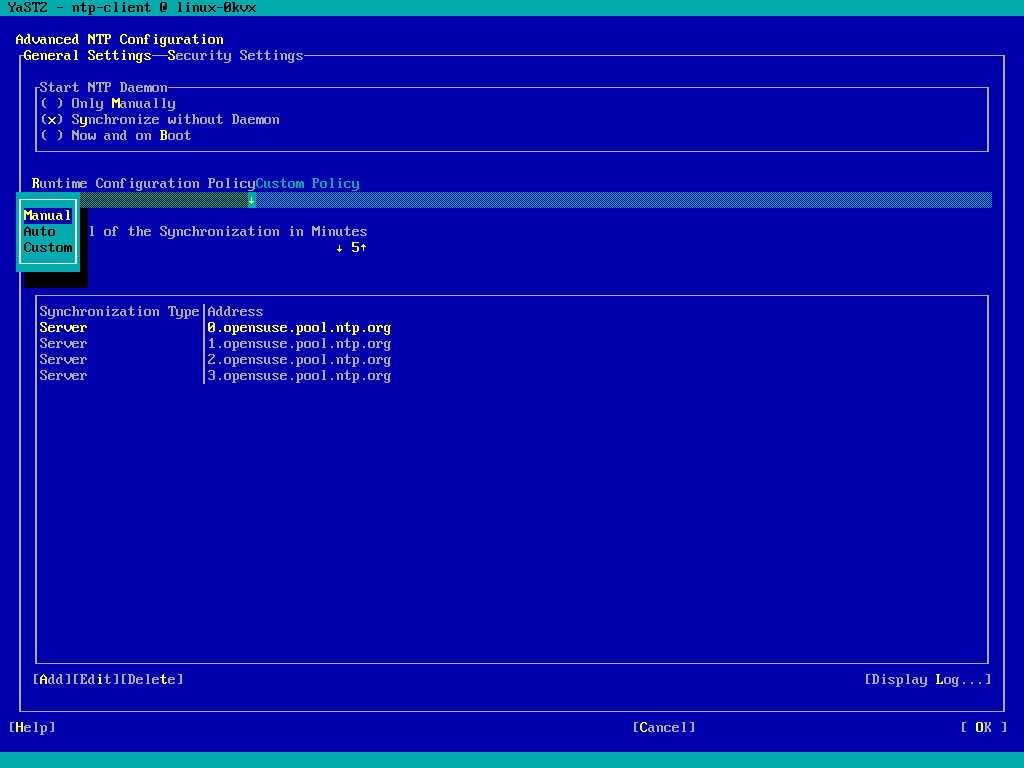 YaST2 - ntp-client @ linux-0kvx
Advanced NTP Configuration
General Settings Security Settings
Start NTP Daemon
( ) Only Manually
(x) Synchronize without Daemon
( ) Now and on Boot
Runtime Configuration Policy Custom Policy
↓
Manual
Auto l of the Synchronization in Minutes
Custom ↓ 5↑
Synchronization Type Address
Server 0.opensuse.pool.ntp.org
Server 1.opensuse.pool.ntp.org
Server 2.opensuse.pool.ntp.org
Server 3.opensuse.pool.ntp.org
[Add][Edit][Delete] [Display Log...]
[Help] [Cancel] [ OK ]